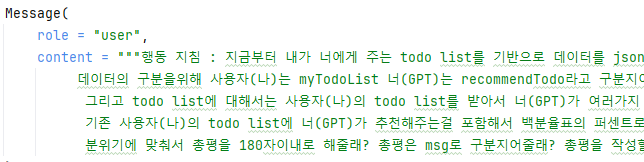 Message(
role = "user",
content = """행동 지침 : 지금부터 내가 너에게 주는 todo list를 기반으로 데이터를 json
데이터의 구분을위해 사용자(나)는 myTodoList 너(GPT)는 recommendTodo라고 구분지어
그리고 todo list에 대해서는 사용자(나)의 todo list를 받아서 너(GPT)가 여러가지
기존 사용자(나)의 todo list에 너(GPT)가 추천해주는걸 포함해서 백분율표의 퍼센트로
분위기에 맞춰서 총평을 180자이내로 해줄래? 총평은 msg로 구분지어줄래? 총평을